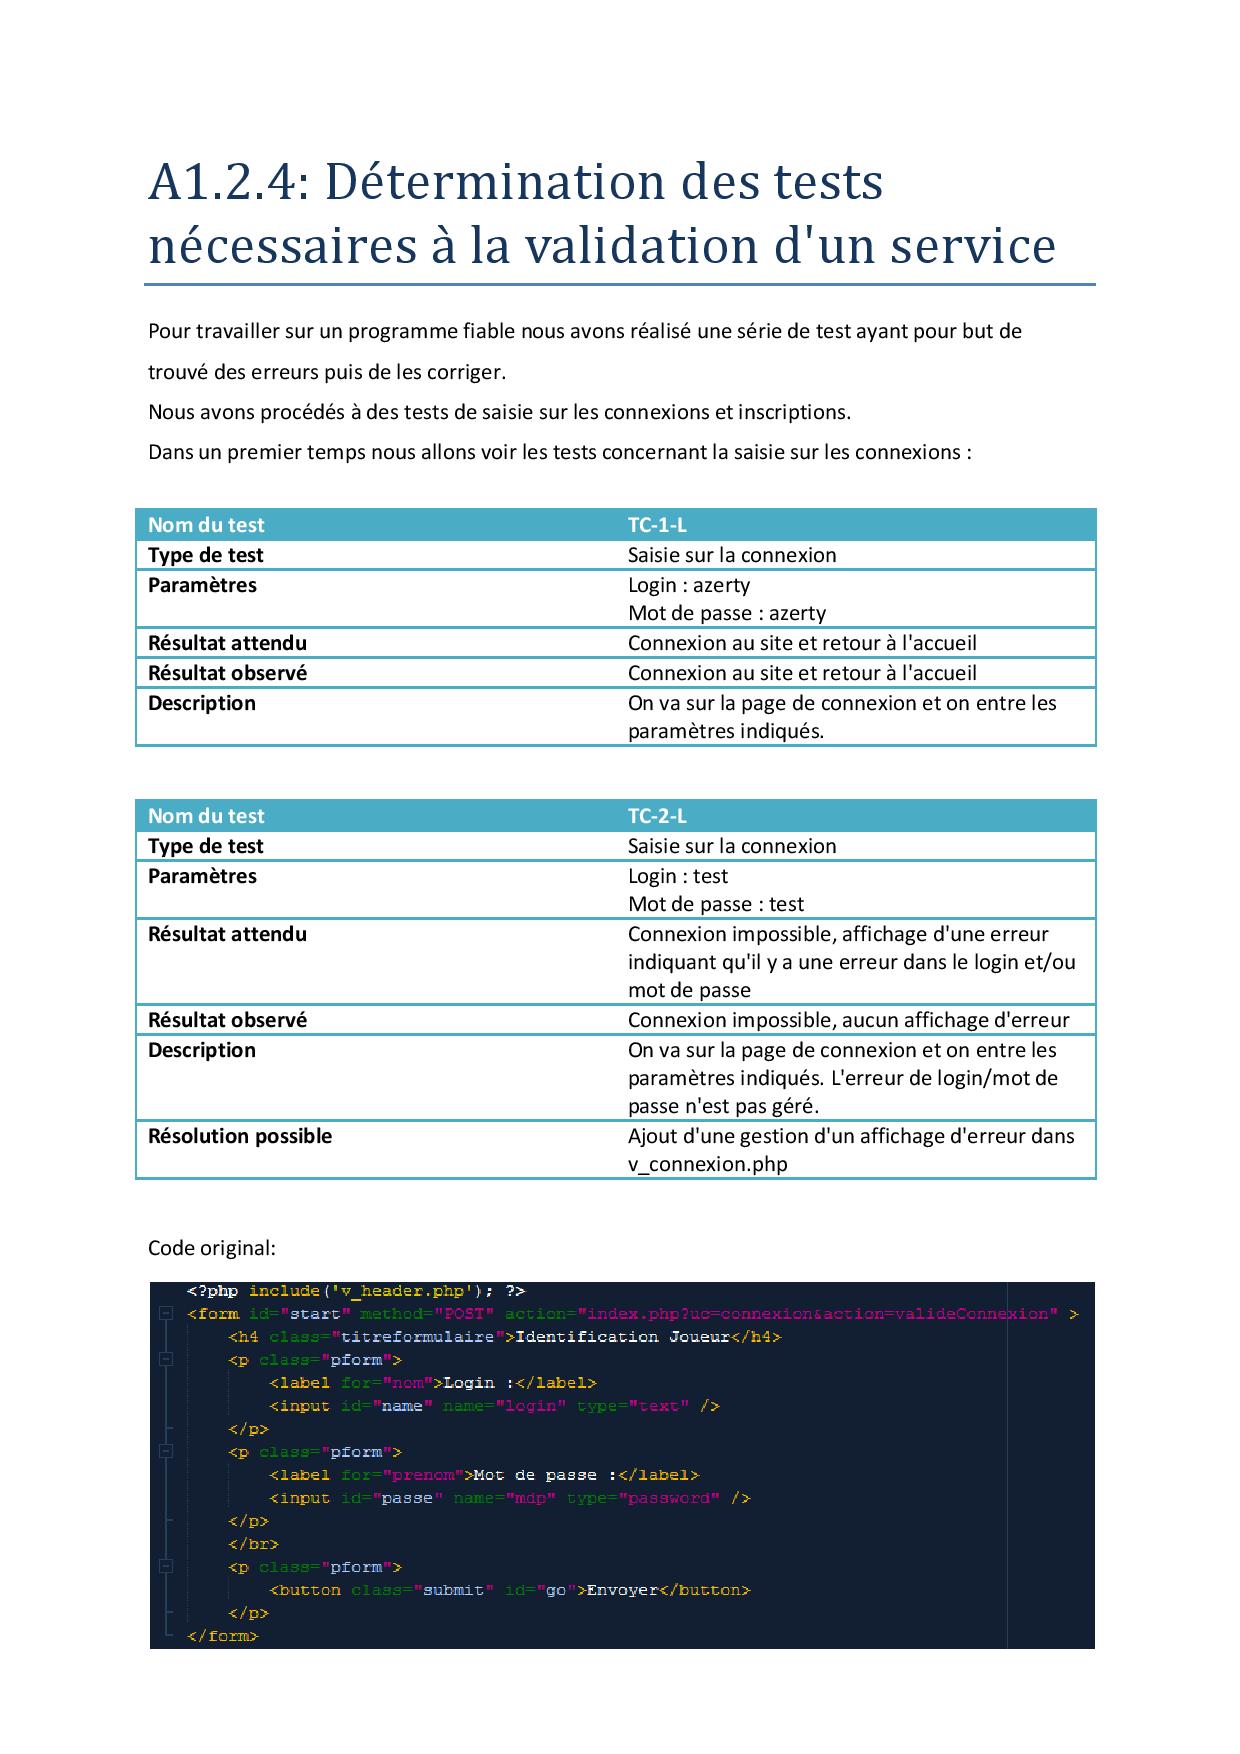 A1.2.4: Détermination des tests
nécessaires à la validation d'un service
Pour travailler sur un programme fiable nous avons réalisé une série de test ayant pour but de
trouvé des erreurs puis de les corriger.
Nous avons procédés à des tests de saisie sur les connexions et inscriptions.
Dans un premier temps nous allons voir les tests concernant la saisie sur les connexions :
Nom du test TC-1-L
Type de test Saisie sur la connexion
Paramètres Login : azerty
Mot de passe : azerty
Résultat attendu Connexion au site et retour à l'accueil
Résultat observé Connexion au site et retour à l'accueil
Description On va sur la page de connexion et on entre les
paramètres indiqués.
Nom du test TC-2-L
Type de test Saisie sur la connexion
Paramètres Login : test
Mot de passe : test
Résultat attendu Connexion impossible, affichage d'une erreur
indiquant qu'il y a une erreur dans le login et/ou
mot de passe
Résultat observé Connexion impossible, aucun affichage d'erreur
Description On va sur la page de connexion et on entre les
paramètres indiqués. L'erreur de login/mot de
passe n'est pas géré.
Résolution possible Ajout d'une gestion d'un affichage d'erreur dans
v_connexion.php
Code original:
<?php include('v_header.php'); ?>
<form id="start" method="POST" action="index.php?uc=connexion&action=valideConnexion" >
<h4 class="titreformulaire">Identification Joueur</h4>
<p class="pform">
<label for="nom">Login :</label>
<input id="name" name="login" type="text" />
</p>
<p class="pform">
<label for="prenom">Mot de passe :</label>
<input id="passe" name="mdp" type="password" />
</p>
</br>
<p class="pform">
<button class="submit" id="go">Envoyer</button>
</p>
</form>